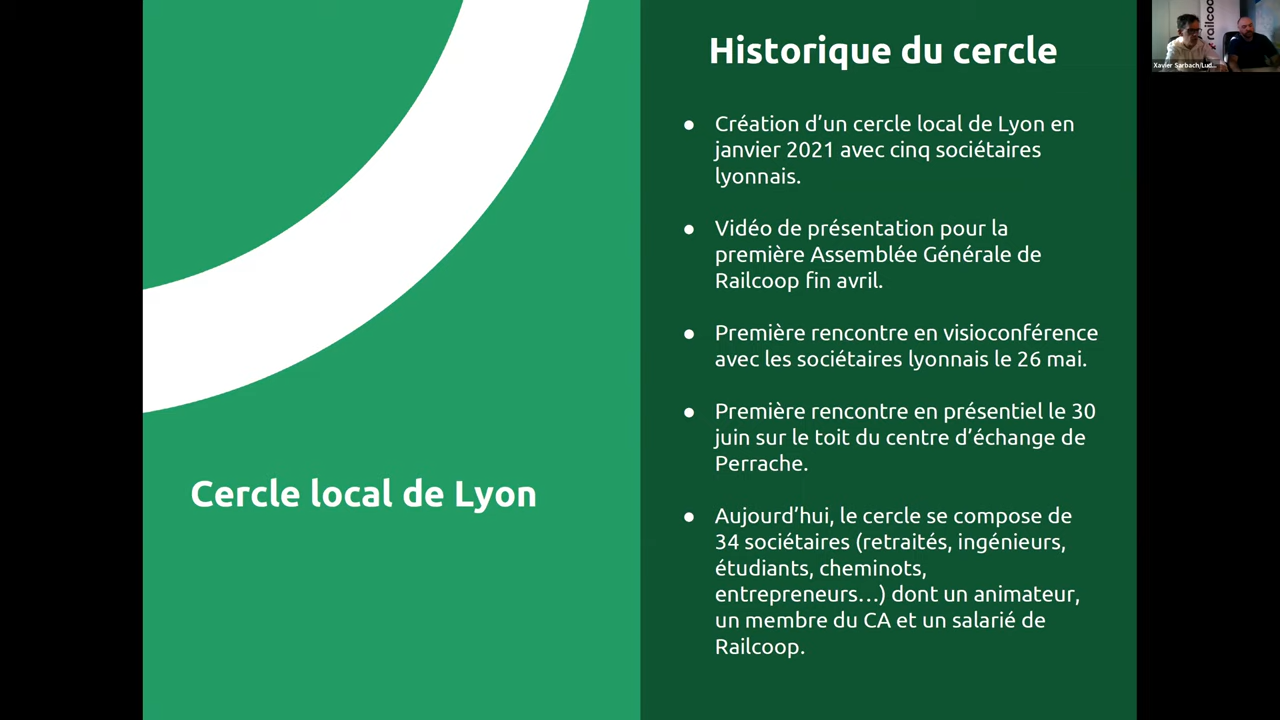 Historique du cercle
● Création d’un cercle local de Lyon en
janvier 2021 avec cinq sociétaires
lyonnais.
● Vidéo de présentation pour la
première Assemblée Générale de
Railcoop fin avril.
● Première rencontre en visioconférence
avec les sociétaires lyonnais le 26 mai.
● Première rencontre en présentiel le 30
juin sur le toit du centre d’échange de
Perrache.
● Aujourd’hui, le cercle se compose de
34 sociétaires (retraités, ingénieurs,
étudiants, cheminots,
entrepreneurs…) dont un animateur,
un membre du CA et un salarié de
Railcoop.
Cercle local de Lyon
railcoo
Xavier Sarbach/Lud...